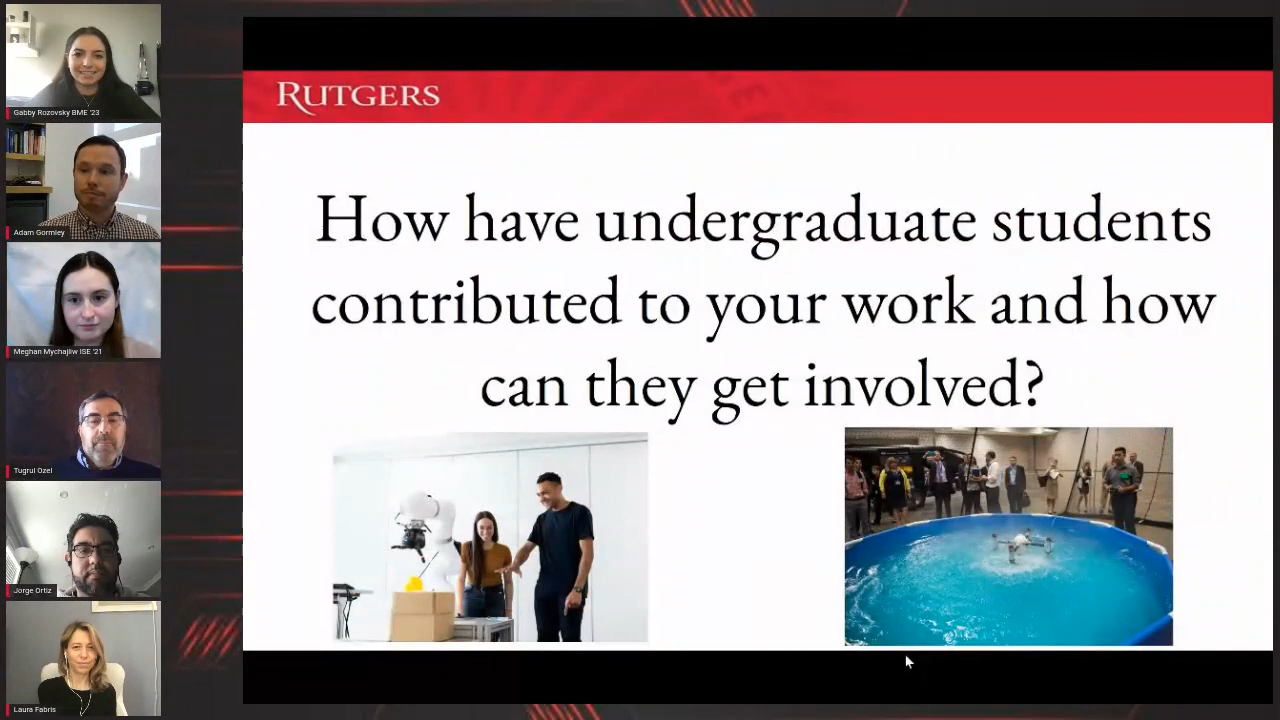 Gabby Rozovsky BME '23
Adam Gormley
Meghan Mychajliw ISE '21
Tugrul Ozel
Jorge Ortiz
Laura Fabris
RUTGERS
How have undergraduate students
contributed to your work and how
can they get involved?